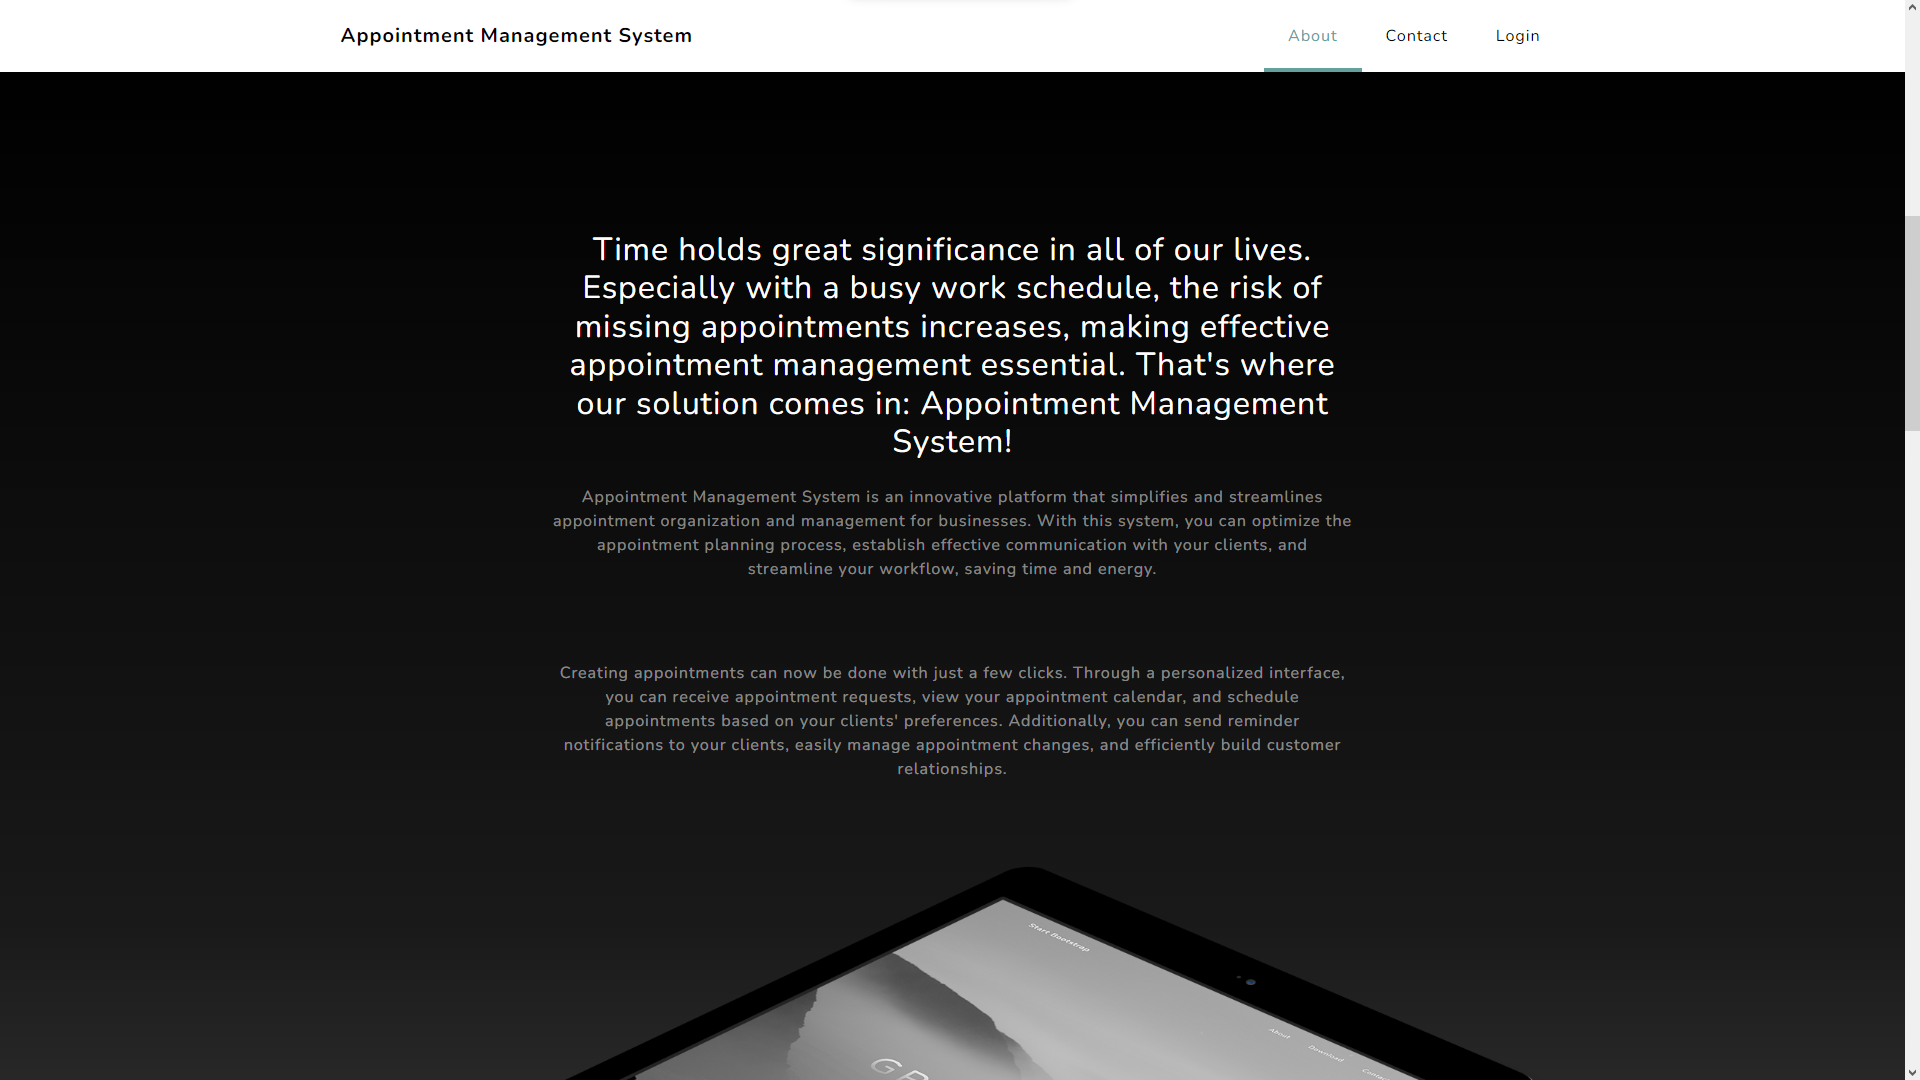 Appointment Management System
About
Contact
Login
Time holds great significance in all of our lives.
Especially with a busy work schedule, the risk of
missing appointments increases, making effective
appointment management essential. That's where
our solution comes in: Appointment Management
System!
Appointment Management System is an innovative platform that simplifies and streamlines
appointment organization and management for businesses. With this system, you can optimize the
appointment planning process, establish effective communication with your clients, and
streamline your workflow, saving time and energy.
Creating appointments can now be done with just a few clicks. Through a personalized interface,
you can receive appointment requests, view your appointment calendar, and schedule
appointments based on your clients' preferences. Additionally, you can send reminder
notifications to your clients, easily manage appointment changes, and efficiently build customer
relationships.
Start Bootstrap
About
Download